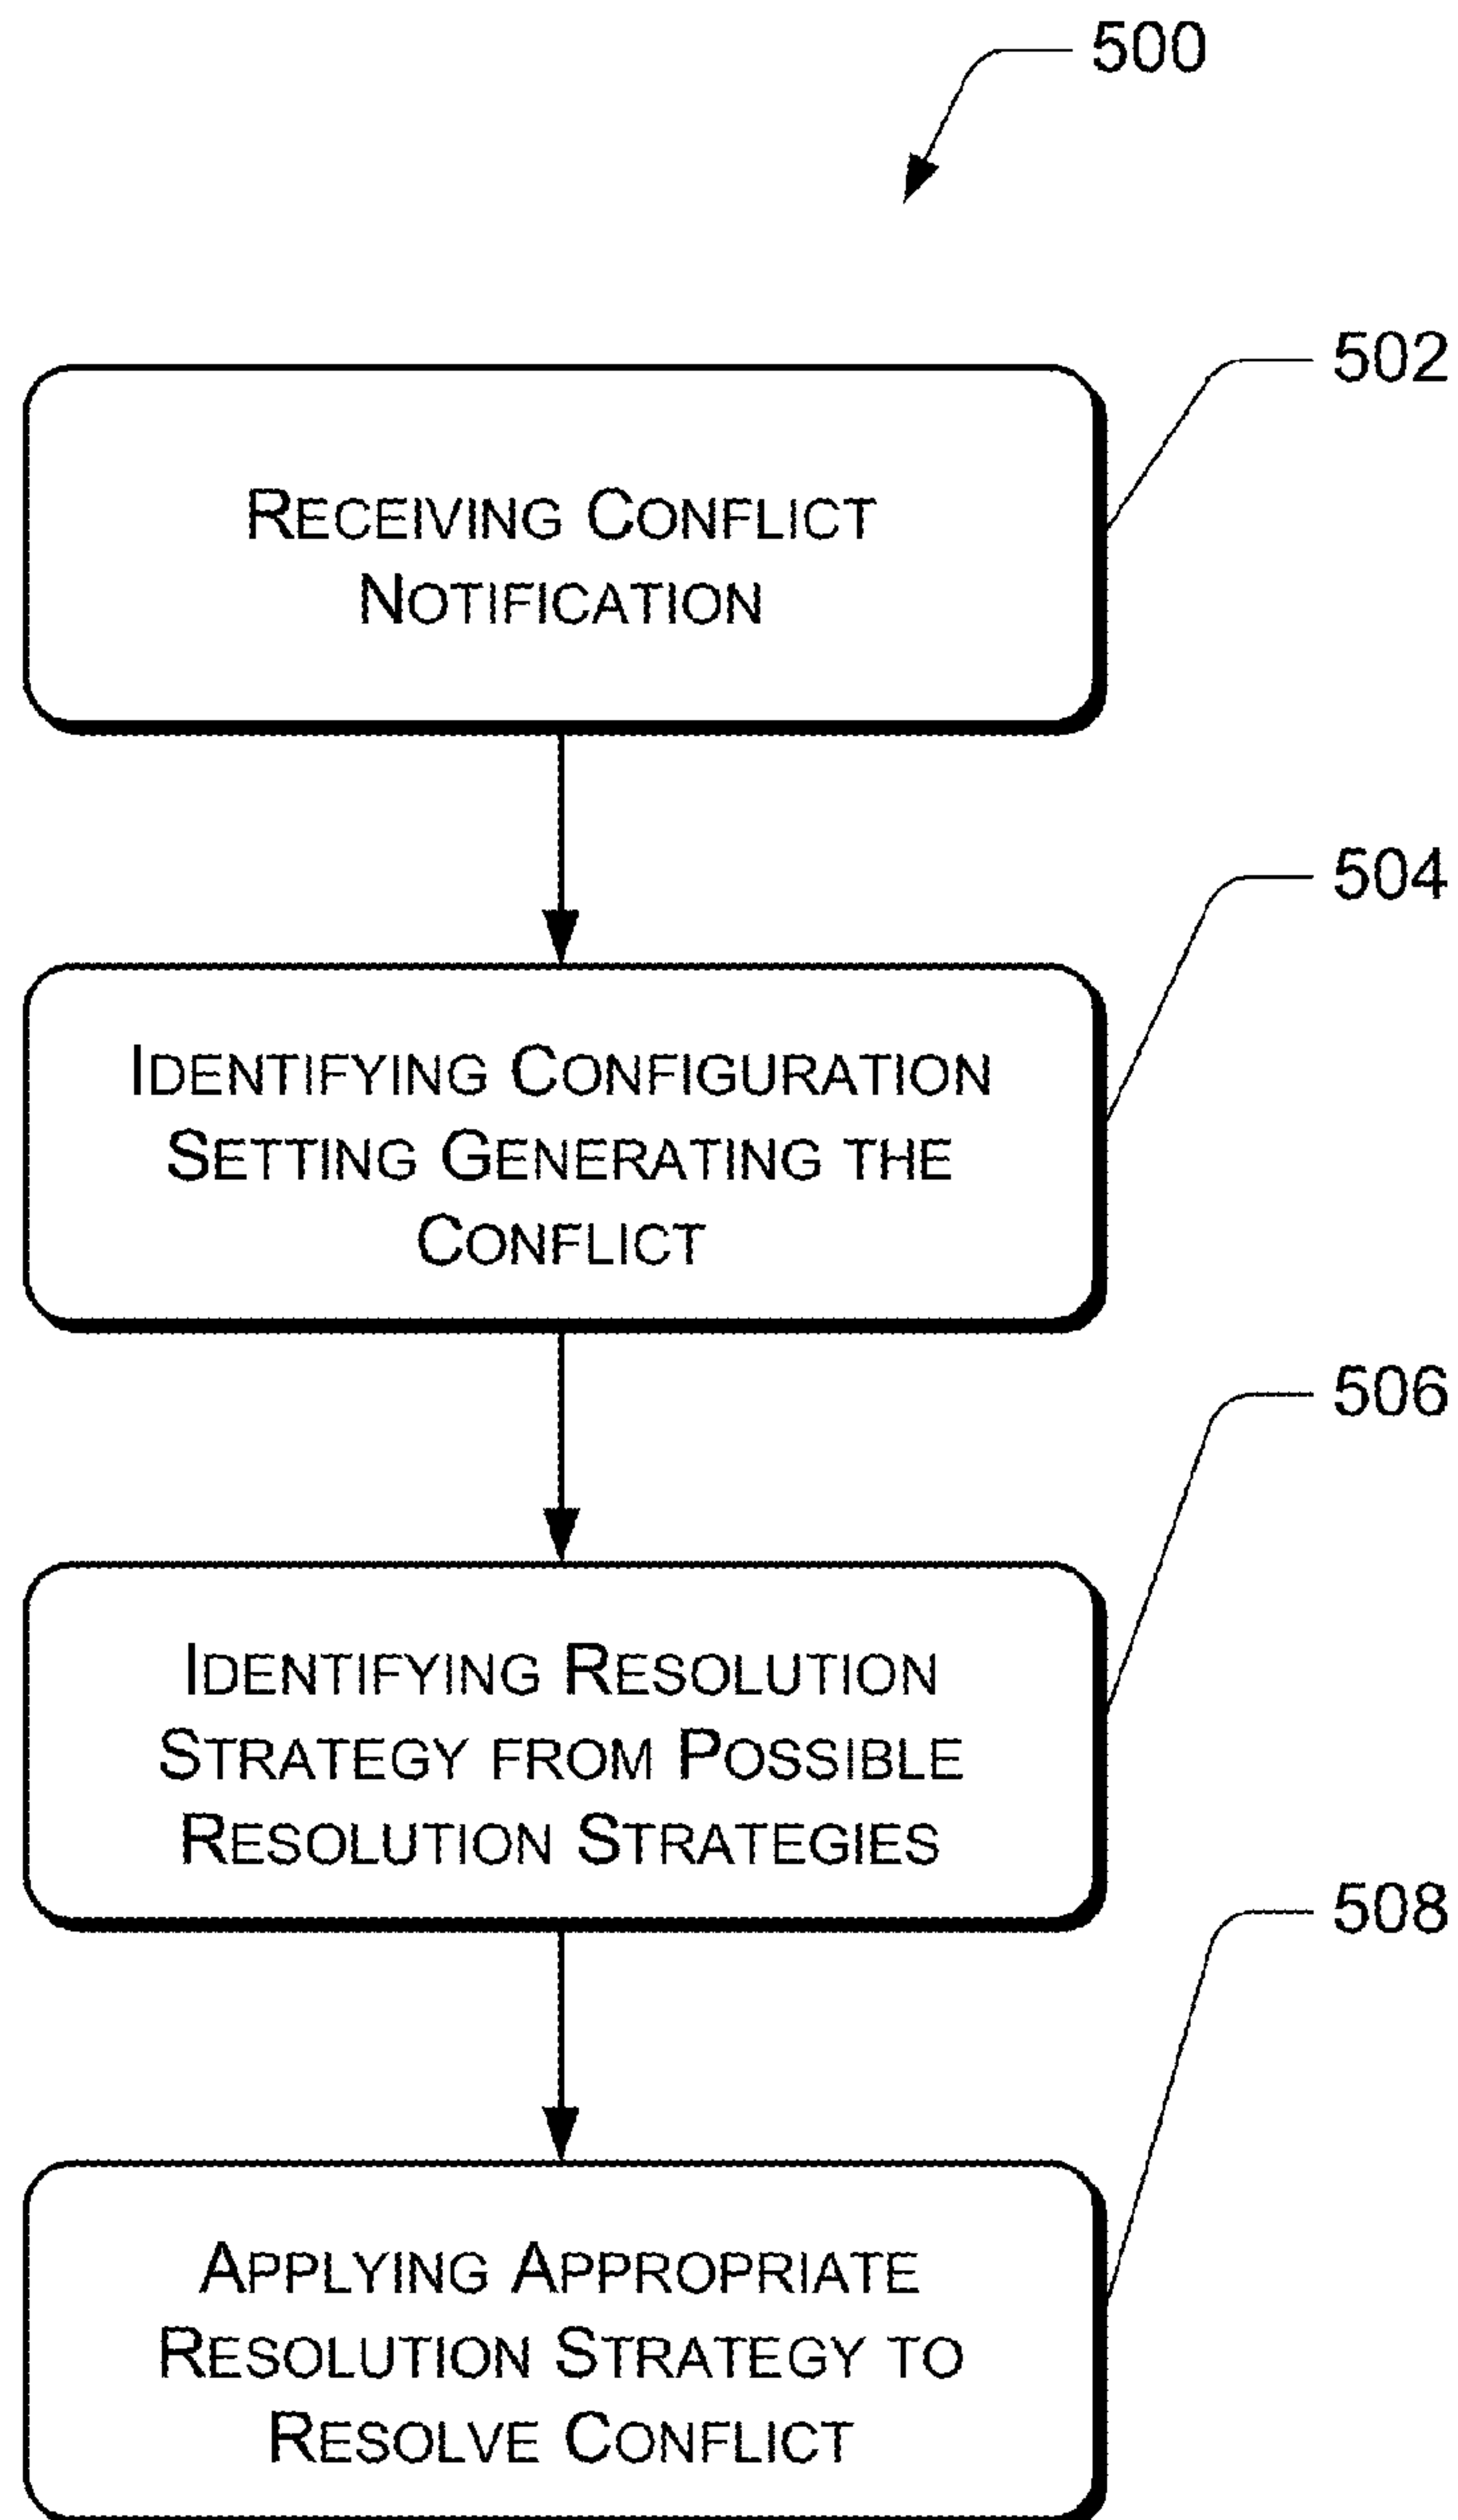 500
502
RECEIVING CONFLICT
NOTIFICATION
504
IDENTIFYING CONFIGURATION
SETTING GENERATING THE
CONFLICT
506
IDENTIFYING RESOLUTION
STRATEGY FROM POSSIBLE
RESOLUTION STRATEGIES
508
APPLYING APPROPRIATE
RESOLUTION STRATEGY TO
RESOLVE CONFLICT